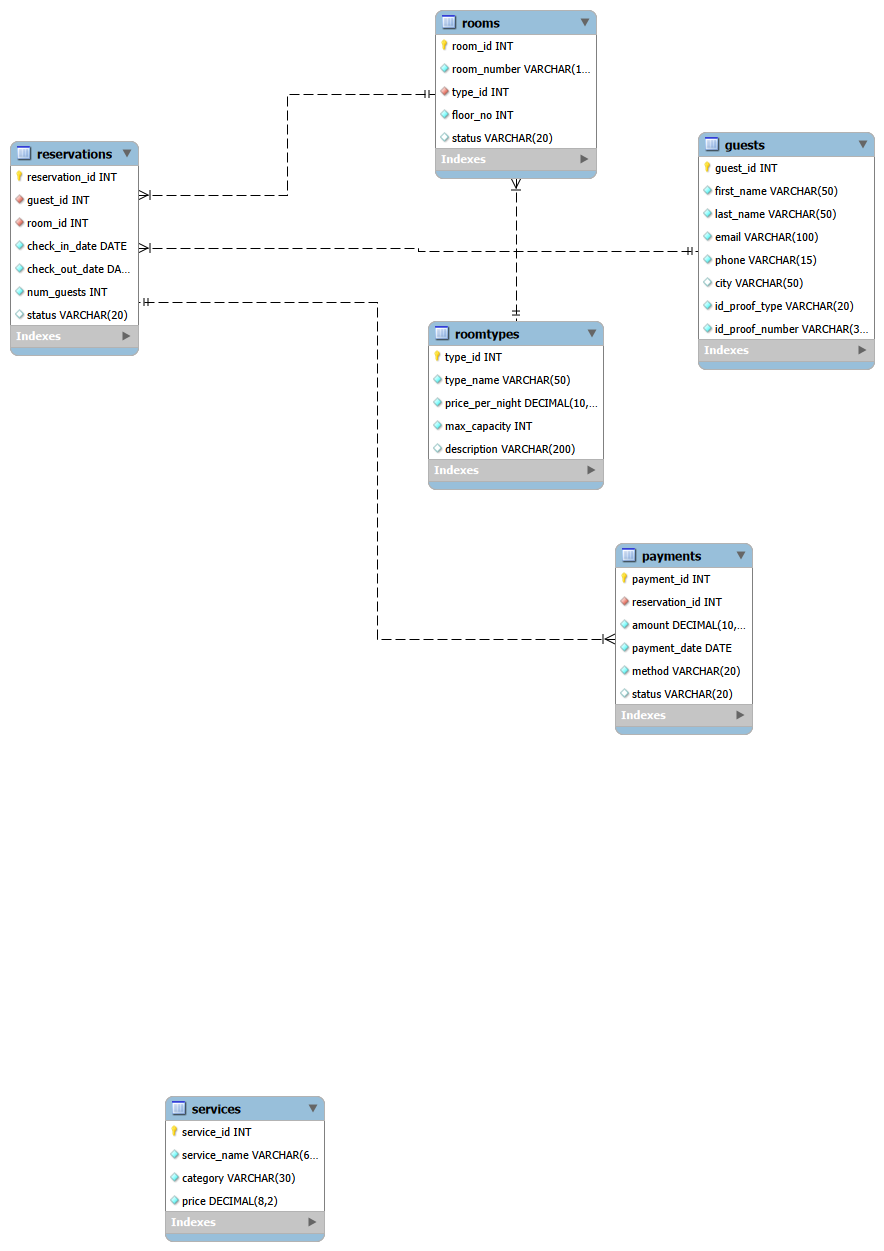 rooms
room_id INT
room_number VARCHAR(1...
type_id INT
floor_no INT
status VARCHAR(20)
Indexes
reservations
reservation_id INT
guest_id INT
room_id INT
check_in_date DATE
check_out_date DA...
num_guests INT
status VARCHAR(20)
Indexes
guests
guest_id INT
first_name VARCHAR(50)
last_name VARCHAR(50)
email VARCHAR(100)
phone VARCHAR(15)
city VARCHAR(50)
id_proof_type VARCHAR(20)
id_proof_number VARCHAR(3...
Indexes
roomtypes
type_id INT
type_name VARCHAR(50)
price_per_night DECIMAL(10,...
max_capacity INT
description VARCHAR(200)
Indexes
payments
payment_id INT
reservation_id INT
amount DECIMAL(10,...
payment_date DATE
method VARCHAR(20)
status VARCHAR(20)
Indexes
services
service_id INT
service_name VARCHAR(6...
category VARCHAR(30)
price DECIMAL(8,2)
Indexes